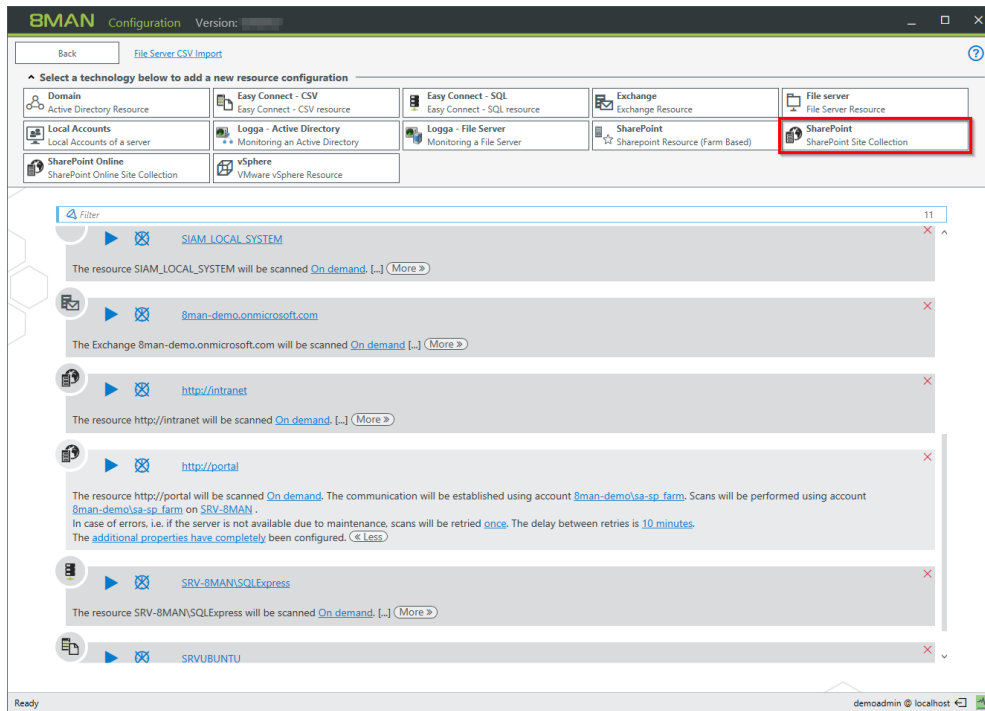 8MAN Configuration Version:
Back File Server CSV Import
Select a technology below to add a new resource configuration
Domain
Active Directory Resource
Easy Connect - CSV
Easy Connect - CSV resource
Easy Connect - SQL
Easy Connect - SQL resource
Exchange
Exchange Resource
File server
File Server Resource
Local Accounts
Local Accounts of a server
Logga - Active Directory
Monitoring an Active Directory
Logga - File Server
Monitoring a File Server
SharePoint
Sharepoint Resource (Farm Based)
SharePoint
SharePoint Site Collection
SharePoint Online
SharePoint Online Site Collection
vSphere
VMware vSphere Resource
Filter 11
SIAM_LOCAL_SYSTEM
The resource SIAM_LOCAL_SYSTEM will be scanned On demand. [...] More »
8man-demo.onmicrosoft.com
The Exchange 8man-demo.onmicrosoft.com will be scanned On demand [...] More »
http://intranet
The resource http://intranet will be scanned On demand. [...] More »
http://portal
The resource http://portal will be scanned On demand. The communication will be established using account 8man-demo\sa-sp_farm. Scans will be performed using account
8man-demo\sa-sp_farm on SRV-8MAN .
In case of errors, i.e. if the server is not available due to maintenance, scans will be retried once. The delay between retries is 10 minutes.
The additional properties have completely been configured. « Less
SRV-8MAN\SQLExpress
The resource SRV-8MAN\SQLExpress will be scanned On demand. [...] More »
SRVUBUNTU
Ready demoadmin @ localhost